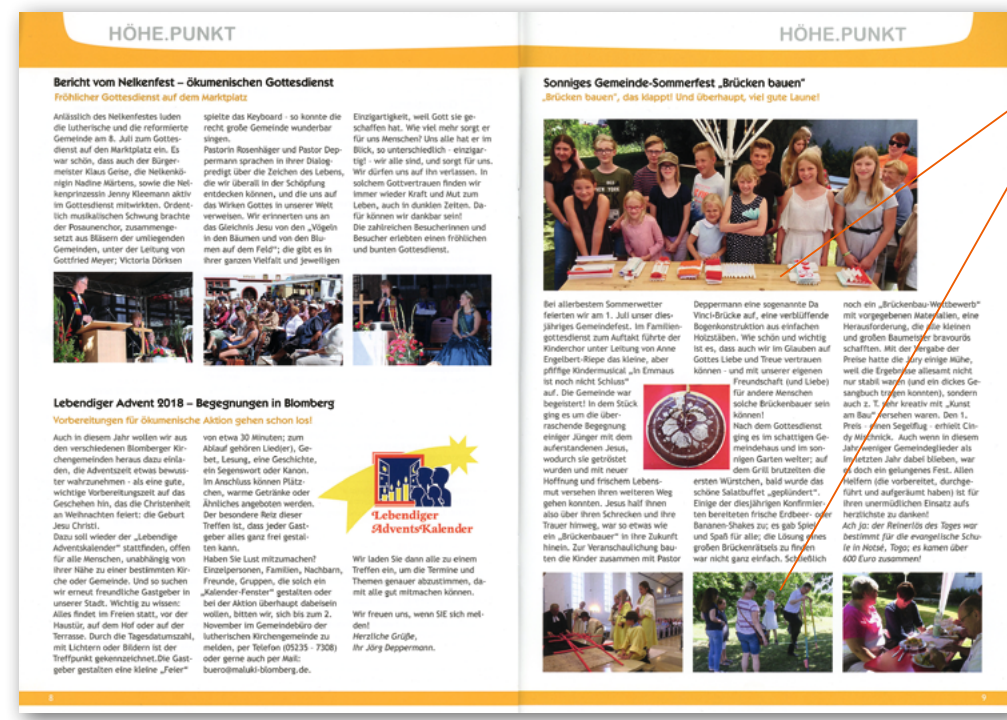 HÖHE.PUNKT
Bericht vom Nelkenfest – ökumenischen Gottesdienst
Fröhlicher Gottesdienst auf dem Marktplatz
Anlässlich des Nelkenfestes luden
die lutherische und die reformierte
Gemeinde am 8. Juli zum Gottes-
dienst auf den Marktplatz ein. Es
war schön, dass auch der Bürger-
meister Klaus Geise, die Nelkenkö-
nigin Nadine Märtens, sowie die Nel-
kenprinzessin Jenny Kleemann aktiv
im Gottesdienst mitwirkten. Ordent-
lich musikalischen Schwung brachte
der Posaunenchor, zusammenge-
setzt aus Bläsern der umliegenden
Gemeinden, unter der Leitung von
Gottfried Meyer; Victoria Dörksen
spielte das Keyboard - so konnte die
recht große Gemeinde wunderbar
singen.
Pastorin Rosenhäger und Pastor Dep-
permann sprachen in ihrer Dialog-
predigt über die Zeichen des Lebens,
die wir überall in der Schöpfung
entdecken können, und die uns auf
das Wirken Gottes in unserer Welt
verweisen. Wir erinnerten uns an
das Gleichnis Jesu von den „Vögeln
in den Bäumen und von den Blu-
men auf dem Feld"; die gibt es in
ihrer ganzen Vielfalt und jeweiligen
Einzigartigkeit, weil Gott sie ge-
schaffen hat. Wie viel mehr sorgt er
für uns Menschen? Uns alle hat er im
Blick, so unterschiedlich - einzigar-
tig! - wir alle sind, und sorgt für uns.
Wir dürfen uns auf ihn verlassen. In
solchem Gottvertrauen finden wir
immer wieder Kraft und Mut zum
Leben, auch in dunklen Zeiten. Da-
für können wir dankbar sein!
Die zahlreichen Besucherinnen und
Besucher erlebten einen fröhlichen
und bunten Gottesdienst.
Lebendiger Advent 2018 – Begegnungen in Blomberg
Vorbereitungen für ökumenische Aktion gehen schon los!
Auch in diesem Jahr wollen wir aus
den verschiedenen Blomberger Kir-
chengemeinden heraus dazu einla-
den, die Adventszeit etwas bewuss-
ter wahrzunehmen - als eine gute,
wichtige Vorbereitungszeit auf das
Geschehen hin, das die Christenheit
an Weihnachten feiert: die Geburt
Jesu Christi.
Dazu soll wieder der „Lebendige
Adventskalender" stattfinden, offen
für alle Menschen, unabhängig von
ihrer Nähe zu einer bestimmten Kir-
che oder Gemeinde. Und so suchen
wir erneut freundliche Gastgeber in
unserer Stadt. Wichtig zu wissen:
Alles findet im Freien statt, vor der
Haustür, auf dem Hof oder auf der
Terrasse. Durch die Tagesdatumszahl,
mit Lichtern oder Bildern ist der
Treffpunkt gekennzeichnet.Die Gast-
geber gestalten eine kleine „Feier"
von etwa 30 Minuten; zum
Ablauf gehören Lied(er), Ge-
bet, Lesung, eine Geschichte,
ein Segenswort oder Kanon.
Im Anschluss können Plätz-
chen, warme Getränke oder
Ähnliches angeboten werden.
Der besondere Reiz dieser
Treffen ist, dass jeder Gast-
geber alles ganz frei gestal-
ten kann.
Haben Sie Lust mitzumachen?
Einzelpersonen, Familien, Nachbarn,
Freunde, Gruppen, die solch ein
„Kalender-Fenster" gestalten oder
bei der Aktion überhaupt dabeisein
wollen, bitten wir, sich bis zum 2.
November im Gemeindebüro der
lutherischen Kirchengemeinde zu
melden, per Telefon (05235 - 7308)
oder gerne auch per Mail:
buero@maluki-blomberg.de.
Lebendiger
AdventsKalender
Wir laden Sie dann alle zu einem
Treffen ein, um die Termine und
Themen genauer abzustimmen, da-
mit alle gut mitmachen können.
Wir freuen uns, wenn SIE sich mel-
den!
Herzliche Grüße,
Ihr Jörg Deppermann.
8
HÖHE.PUNKT
Sonniges Gemeinde-Sommerfest „Brücken bauen"
„Brücken bauen", das klappt! Und überhaupt, viel gute Laune!
Bei allerbestem Sommerwetter
feierten wir am 1. Juli unser dies-
jähriges Gemeindefest. Im Familien-
gottesdienst zum Auftakt führte der
Kinderchor unter Leitung von Anne
Engelbert-Riepe das kleine, aber
pfiffige Kindermusical „In Emmaus
ist noch nicht Schluss"
auf. Die Gemeinde war
begeistert! In dem Stück
ging es um die über-
raschende Begegnung
einiger Jünger mit dem
auferstandenen Jesus,
wodurch sie getröstet
wurden und mit neuer
Hoffnung und frischem Lebens-
mut versehen ihren weiteren Weg
gehen konnten. Jesus half ihnen
also über ihren Schrecken und ihre
Trauer hinweg, war so etwas wie
ein „Brückenbauer" in ihre Zukunft
hinein. Zur Veranschaulichung bau-
ten die Kinder zusammen mit Pastor
Deppermann eine sogenannte Da
Vinci-Brücke auf, eine verblüffende
Bogenkonstruktion aus einfachen
Holzstäben. Wie schön und wichtig
ist es, dass auch wir im Glauben auf
Gottes Liebe und Treue vertrauen
können - und mit unserer eigenen
Freundschaft (und Liebe)
für andere Menschen
solche Brückenbauer sein
können!
Nach dem Gottesdienst
ging es im schattigen Ge-
meindehaus und im son-
nigen Garten weiter; auf
dem Grill brutzelten die
ersten Würstchen, bald wurde das
schöne Salatbuffet „geplündert".
Einige der diesjährigen Konfirmier-
ten bereiteten frische Erdbeer- oder
Bananen-Shakes zu; es gab Spiel
und Spaß für alle; die Lösung eines
großen Brückenrätsels zu finden
war nicht ganz einfach. Schließlich
noch ein „Brückenbau-Wettbewerb"
mit vorgegebenen Materialien, eine
Herausforderung, die alle kleinen
und großen Baumeister bravourös
schafften. Mit der Vergabe der
Preise hatte die Jury einige Mühe,
weil die Ergebnisse allesamt nicht
nur stabil waren (und ein dickes Ge-
sangbuch tragen konnten), sondern
auch z. T. sehr kreativ mit „Kunst
am Bau" versehen waren. Den 1.
Preis - einen Segelflug - erhielt Cin-
dy Mischnick. Auch wenn in diesem
Jahr weniger Gemeindeglieder als
im letzten Jahr dabei blieben, war
es doch ein gelungenes Fest. Allen
Helfern (die vorbereitet, durchge-
führt und aufgeräumt haben) ist für
ihren unermüdlichen Einsatz aufs
herzlichste zu danken!
Ach ja: der Reinerlös des Tages war
bestimmt für die evangelische Schu-
le in Notsé, Togo; es kamen über
600 Euro zusammen!
9